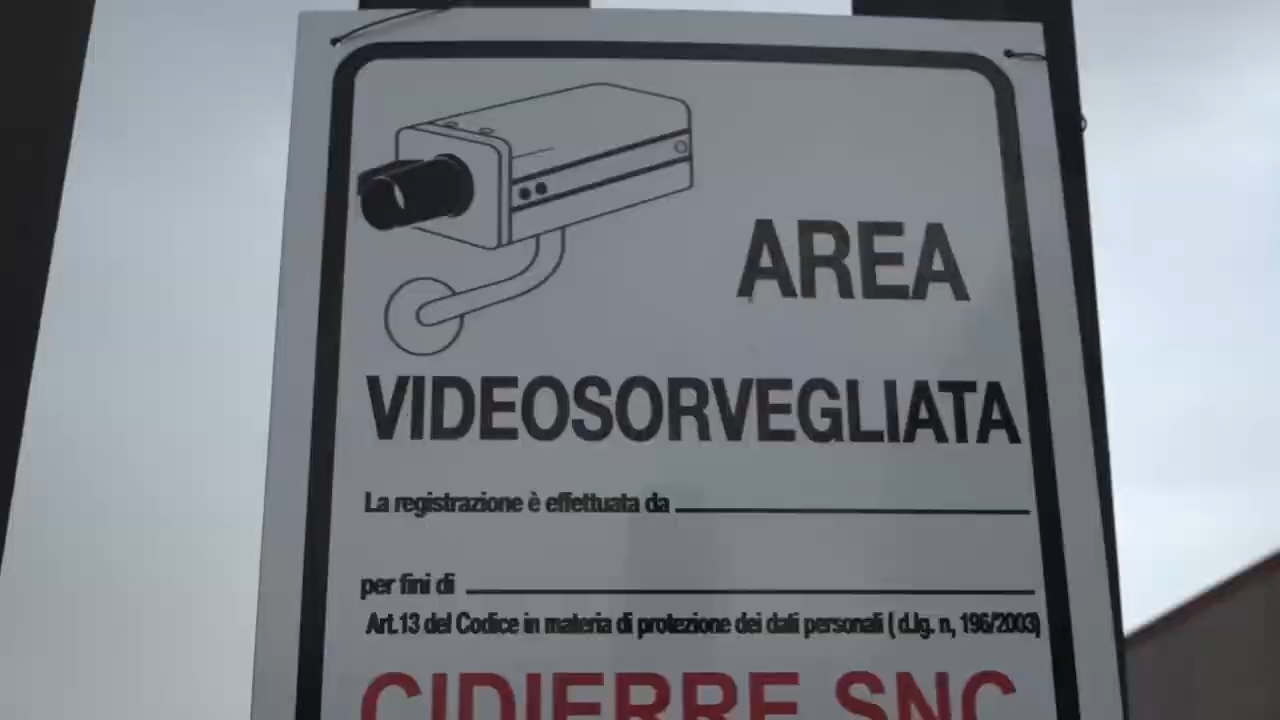 AREA
VIDEOSORVEGLIATA
La registrazione è effettuata da
per fini di
Art.13 del Codice in materia di protezione dei dati personali ( d.lg. n, 196/2003)
CIDIERRE SNC